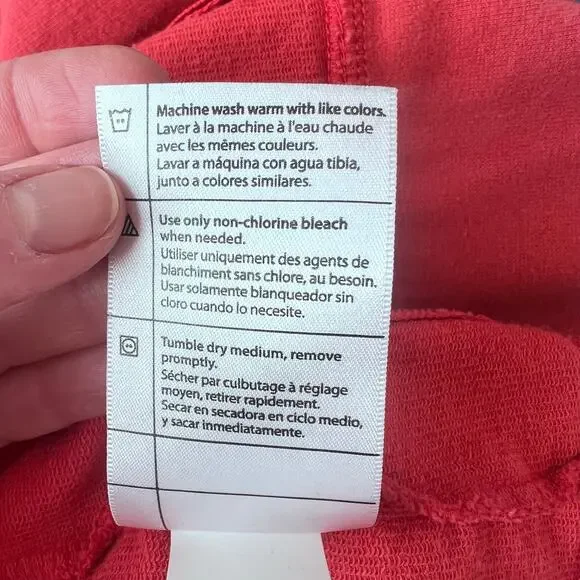 Machine wash warm with like colors.
Laver à la machine à l'eau chaude
avec les mêmes couleurs.
Lavar a máquina con agua tibia,
junto a colores similares.
Use only non-chlorine bleach
when needed.
Utiliser uniquement des agents de
blanchiment sans chlore, au besoin.
Usar solamente blanqueador sin
cloro cuando lo necesite.
Tumble dry medium, remove
promptly.
Sécher par culbutage à réglage
moyen, retirer rapidement.
Secar en secadora en ciclo medio,
y sacar inmediatamente.